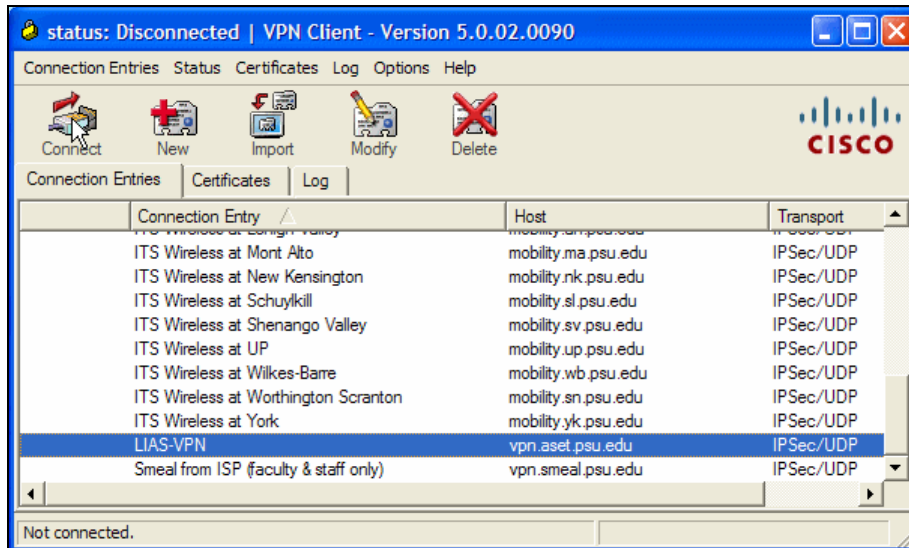 status: Disconnected | VPN Client - Version 5.0.02.0090
Connection Entries Status Certificates Log Options Help
Connect New Import Modify Delete
CISCO
Connection Entries Certificates Log
Connection Entry Host Transport
ITS Wireless at Lehigh Valley IPSec/UDP
ITS Wireless at Mont Alto mobility.ma.psu.edu IPSec/UDP
ITS Wireless at New Kensington mobility.nk.psu.edu IPSec/UDP
ITS Wireless at Schuylkill mobility.sl.psu.edu IPSec/UDP
ITS Wireless at Shenango Valley mobility.sv.psu.edu IPSec/UDP
ITS Wireless at UP mobility.up.psu.edu IPSec/UDP
ITS Wireless at Wilkes-Barre mobility.wb.psu.edu IPSec/UDP
ITS Wireless at Worthington Scranton mobility.sn.psu.edu IPSec/UDP
ITS Wireless at York mobility.yk.psu.edu IPSec/UDP
LIAS-VPN vpn.aset.psu.edu IPSec/UDP
Smeal from ISP (faculty & staff only) vpn.smeal.psu.edu IPSec/UDP
Not connected.